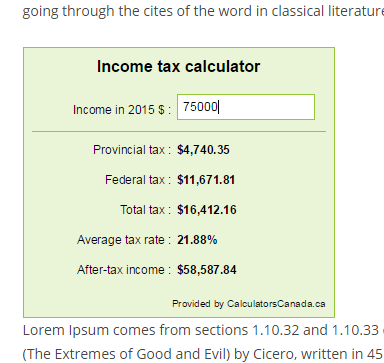 going through the cites of the word in classical literature
Income tax calculator
Income in 2015 $ : 75000
Provincial tax : $4,740.35
Federal tax : $11,671.81
Total tax : $16,412.16
Average tax rate : 21.88%
After-tax income : $58,587.84
Provided by CalculatorsCanada.ca
Lorem Ipsum comes from sections 1.10.32 and 1.10.33
(The Extremes of Good and Evil) by Cicero, written in 45